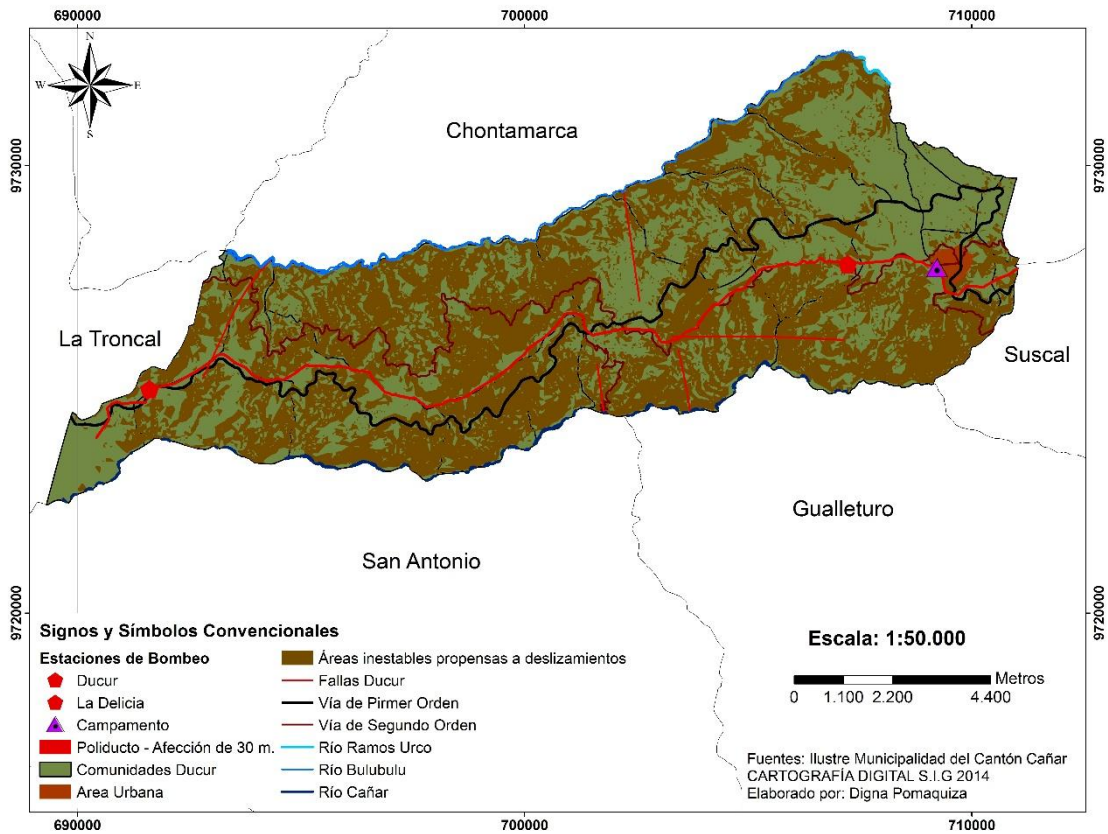 690000 700000 710000
N
W E
S
9730000 9730000
Chontamarca
La Troncal
Suscal
Gualleturo
San Antonio
9720000 9720000
Signos y Símbolos Convencionales
Estaciones de Bombeo
Ducur
La Delicia
Campamento
Poliducto - Afección de 30 m.
Comunidades Ducur
Area Urbana
Áreas inestables propensas a deslizamientos
Fallas Ducur
Vía de Pirmer Orden
Vía de Segundo Orden
Río Ramos Urco
Río Bulubulu
Río Cañar
Escala: 1:50.000
Metros
0 1.100 2.200 4.400
Fuentes: Ilustre Municipalidad del Cantón Cañar
CARTOGRAFÍA DIGITAL S.I.G 2014
Elaborado por: Digna Pomaquiza
690000 700000 710000